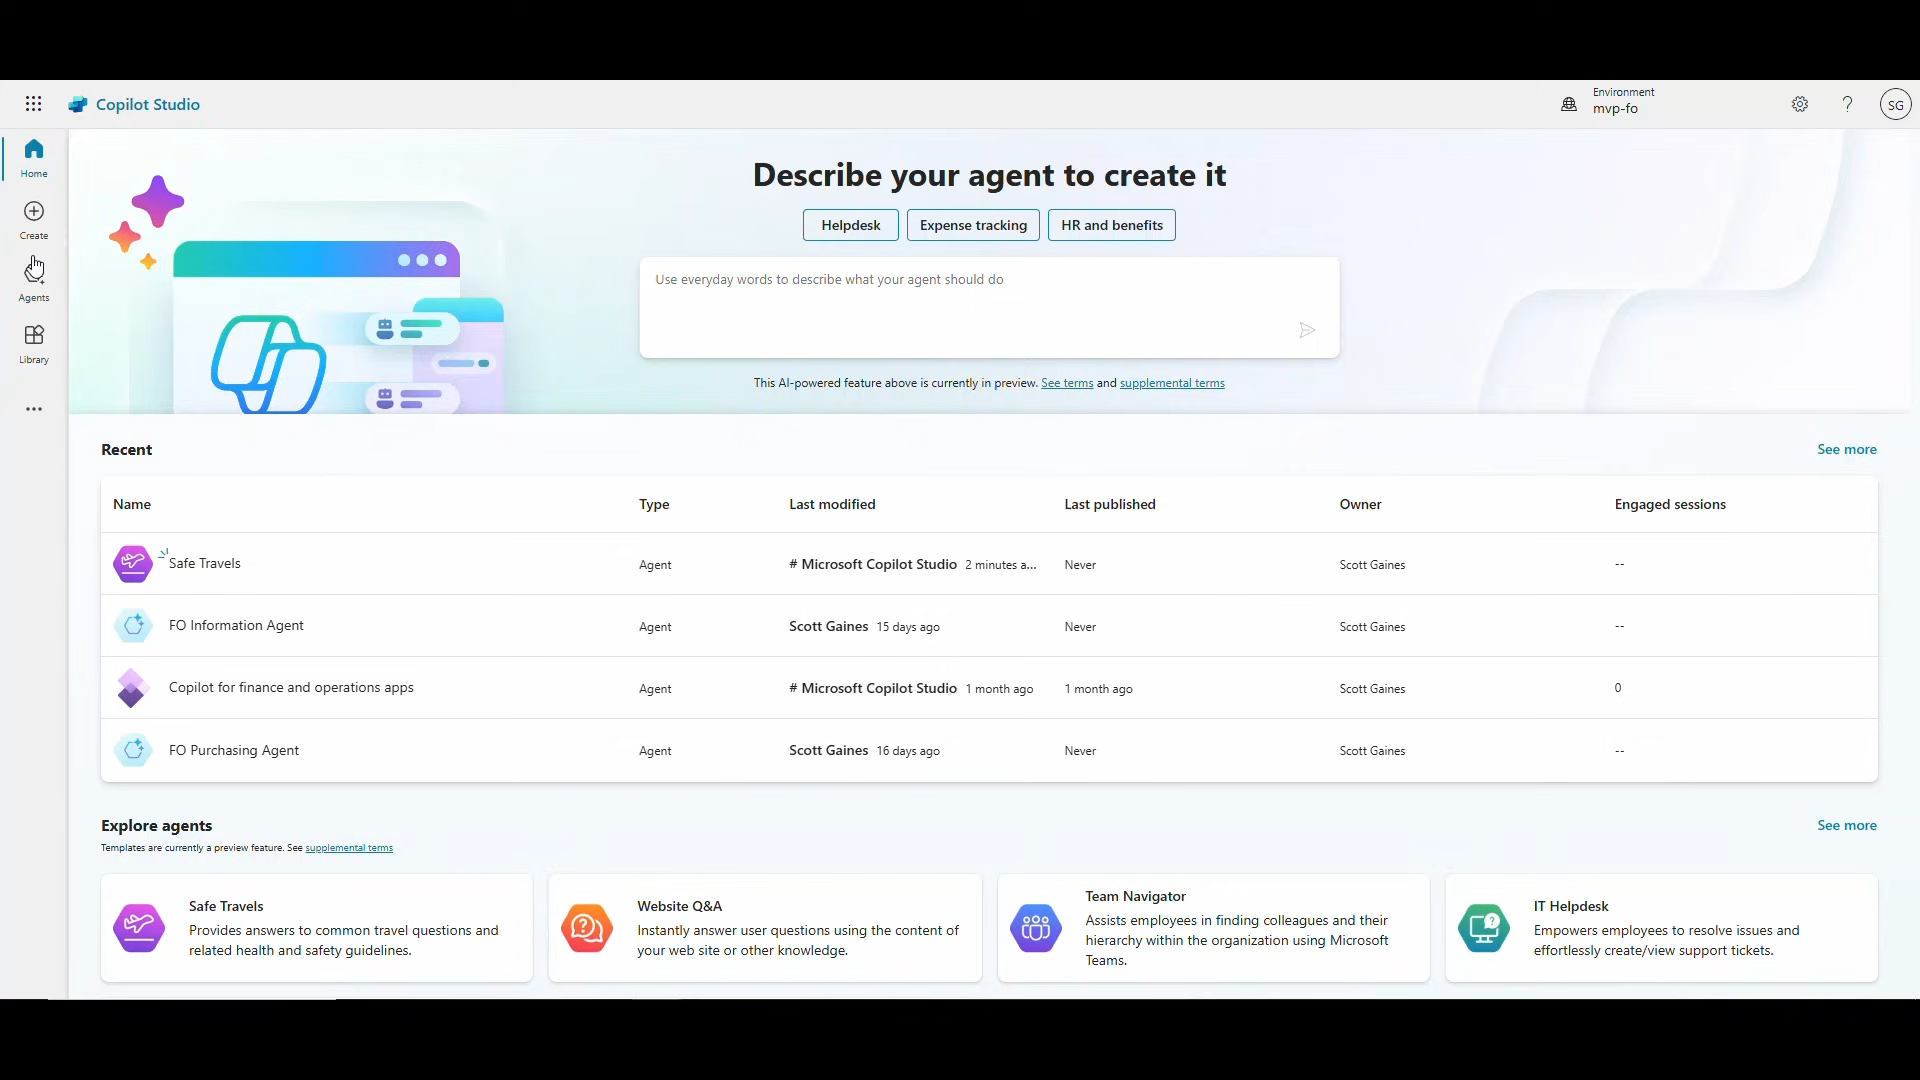 Copilot Studio
Environment
mvp-fo
SG
Home
Create
Agents
Library
Describe your agent to create it
Helpdesk
Expense tracking
HR and benefits
Use everyday words to describe what your agent should do
This AI-powered feature above is currently in preview. See terms and supplemental terms
Recent
See more
Name Type Last modified Last published Owner Engaged sessions
Safe Travels Agent # Microsoft Copilot Studio 2 minutes a... Never Scott Gaines --
FO Information Agent Agent Scott Gaines 15 days ago Never Scott Gaines --
Copilot for finance and operations apps Agent # Microsoft Copilot Studio 1 month ago 1 month ago Scott Gaines 0
FO Purchasing Agent Agent Scott Gaines 16 days ago Never Scott Gaines --
Explore agents
See more
Templates are currently a preview feature. See supplemental terms
Safe Travels
Provides answers to common travel questions and
related health and safety guidelines.
Website Q&A
Instantly answer user questions using the content of
your web site or other knowledge.
Team Navigator
Assists employees in finding colleagues and their
hierarchy within the organization using Microsoft
Teams.
IT Helpdesk
Empowers employees to resolve issues and
effortlessly create/view support tickets.